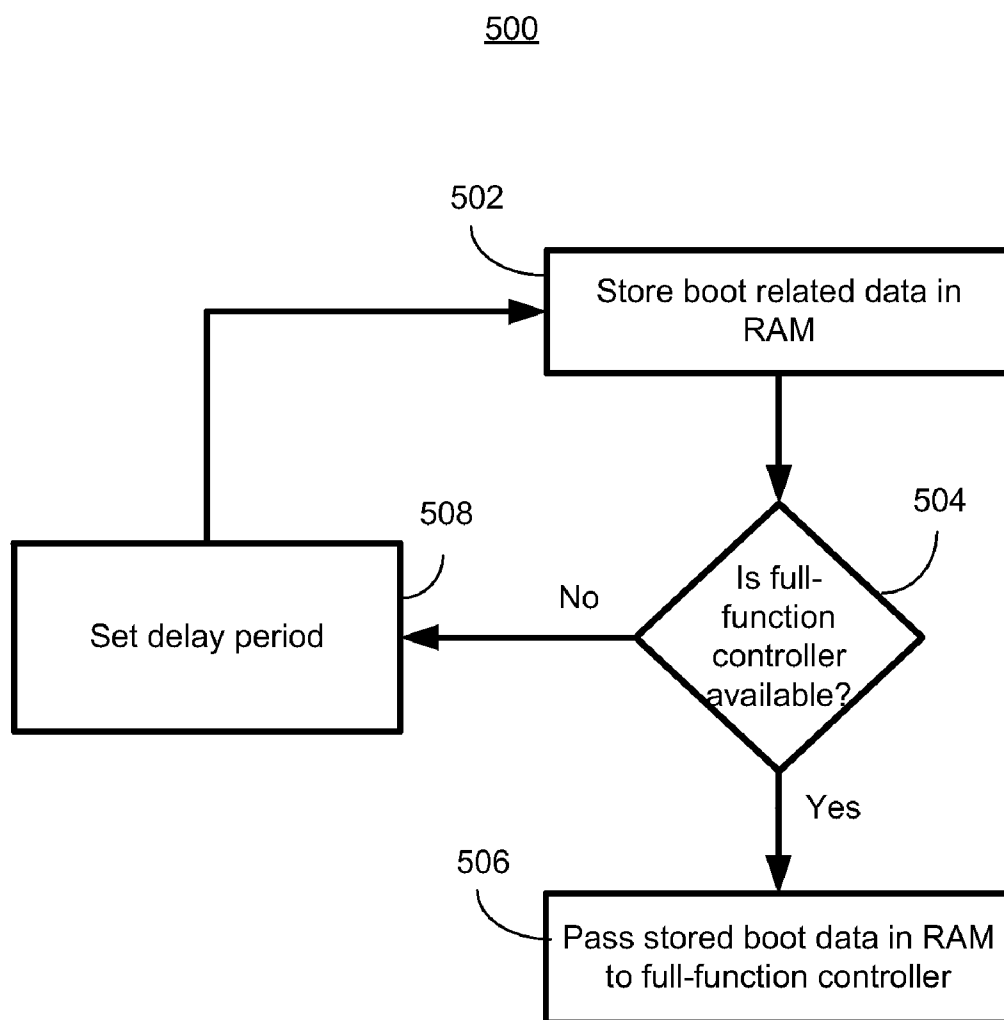 500
502
Store boot related data in
RAM
504
Is full-
function
controller
available?
No
508
Set delay period
Yes
506
Pass stored boot data in RAM
to full-function controller